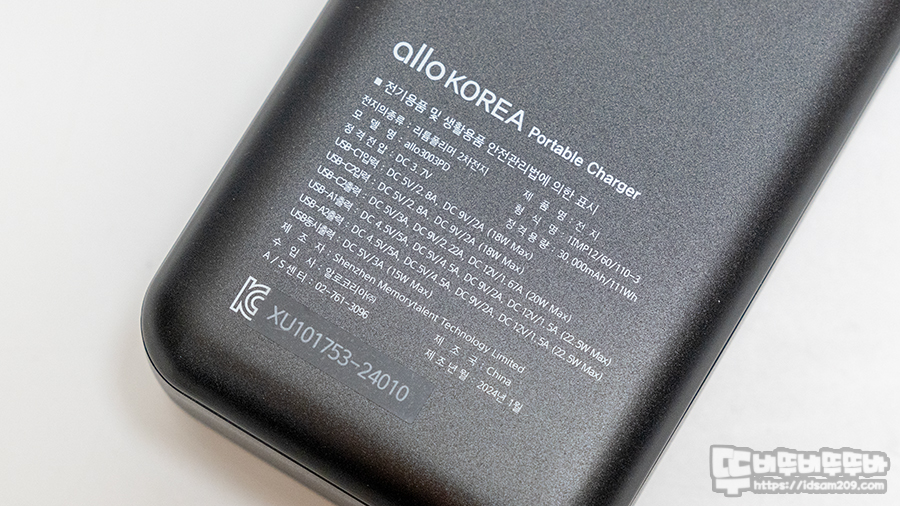 allo KOREA Portable Charger
■ 전기용품 및 생활용품 안전관리법에 의한 표시
전지의종류 : 리튬폴리머 2차전지 제 품 명 : 전 지
모 델 명 : allo3003PD 형 식 명 : 1IMP12/60/110-3
정 격 전 압 : DC 3.7V 정격용량 : 30,000mAh/111Wh
USB-C1입력 : DC 5V/2.8A, DC 9V/2A (18W Max)
USB-C2입력 : DC 5V/2.8A, DC 9V/2A (18W Max)
USB-C2출력 : DC 5V/3A, DC 9V/2.22A, DC 12V/1.67A (20W Max)
USB-A1출력 : DC 4.5V/5A, DC 5V/4.5A, DC 9V/2A, DC 12V/1.5A (22.5W Max)
USB-A2출력 : DC 4.5V/5A, DC 5V/4.5A, DC 9V/2A, DC 12V/1.5A (22.5W Max)
USB동시출력 : DC 5V/3A (15W Max)
제 조 자 : Shenzhen Memorytalent Technology Limited
수 입 사 : 알로코리아㈜ 제 조 국 : China
A / S 센터 : 02-761-3096 제조년월 : 2024년 1월
XU101753-24010
또바뚜바뚜뚜바
https://idsam209.com